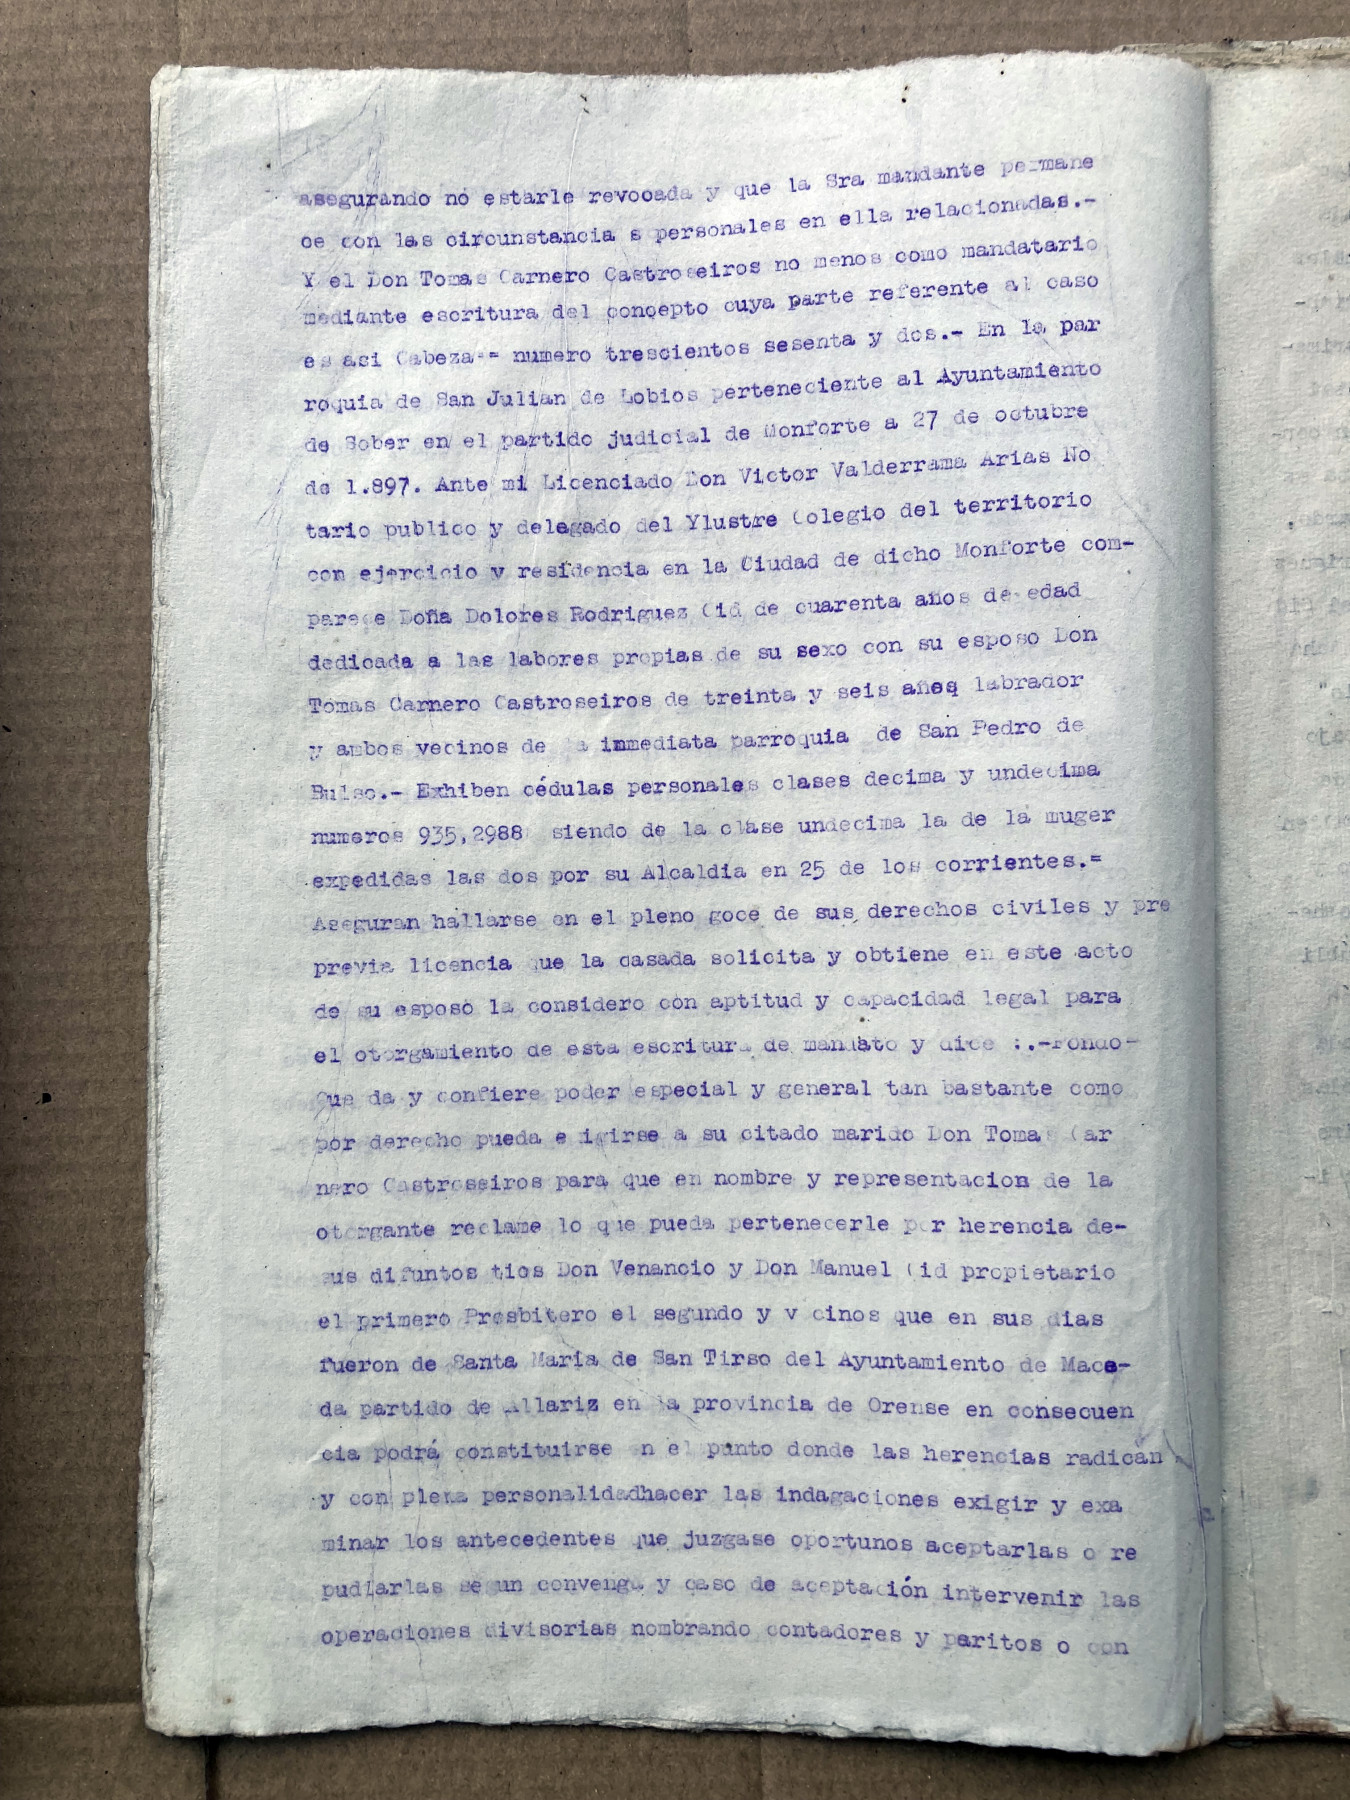 asegurando no estarle revocada y que la Sra mandante permane
ce con las circunstancia s personales en ella relacionadas.-
Y el Don Tomas Carnero Castroseiros no menos como mandatario
mediante escritura del concepto cuya parte referente al caso
es asi Cabeza== numero trescientos sesenta y dos.- En la par
roquia de San Julian de Lobios perteneciente al Ayuntamiento
de Sober en el partido judicial de Monforte a 27 de octubre
de 1.897. Ante mi Licenciado Don Victor Valderrama Arias No
tario publico y delegado del Ylustre Colegio del territorio
con ejercicio y residencia en la Ciudad de dicho Monforte com-
parece Doña Dolores Rodriguez Cid de cuarenta años de edad
dedicada a las labores propias de su sexo con su esposo Don
Tomas Carnero Castroseiros de treinta y seis años labrador
y ambos vecinos de la inmediata parroquia de San Pedro de
Bulso.- Exhiben cédulas personales clases decima y undecima
numeros 935,2988 siendo de la clase undecima la de la muger
expedidas las dos por su Alcaldia en 25 de los corrientes.=
Aseguran hallarse en el pleno goce de sus derechos civiles y pre
previa licencia que la casada solicita y obtiene en este acto
de su esposo la considero con aptitud y capacidad legal para
el otorgamiento de esta escritura de mandato y dice :.-Fondo-
Que da y confiere poder especial y general tan bastante como
por derecho pueda e igirse a su citado marido Don Tomas Car
nero Castroseiros para que en nombre y representacion de la
otorgante reclame lo que pueda pertenecerle por herencia de-
sus difuntos tios Don Venancio y Don Manuel Cid propietario
el primero Presbitero el segundo y v cinos que en sus dias
fueron de Santa Maria de San Tirso del Ayuntamiento de Mace-
da partido de Allariz en la provincia de Orense en consecuen
cia podrá constituirse en el punto donde las herencias radican
y con plena personalidadhacer las indagaciones exigir y exa
minar los antecedentes que juzgase oportunos aceptarlas o re
pudiarlas segun convenga y caso de aceptación intervenir las
operaciones divisorias nombrando contadores y paritos o con